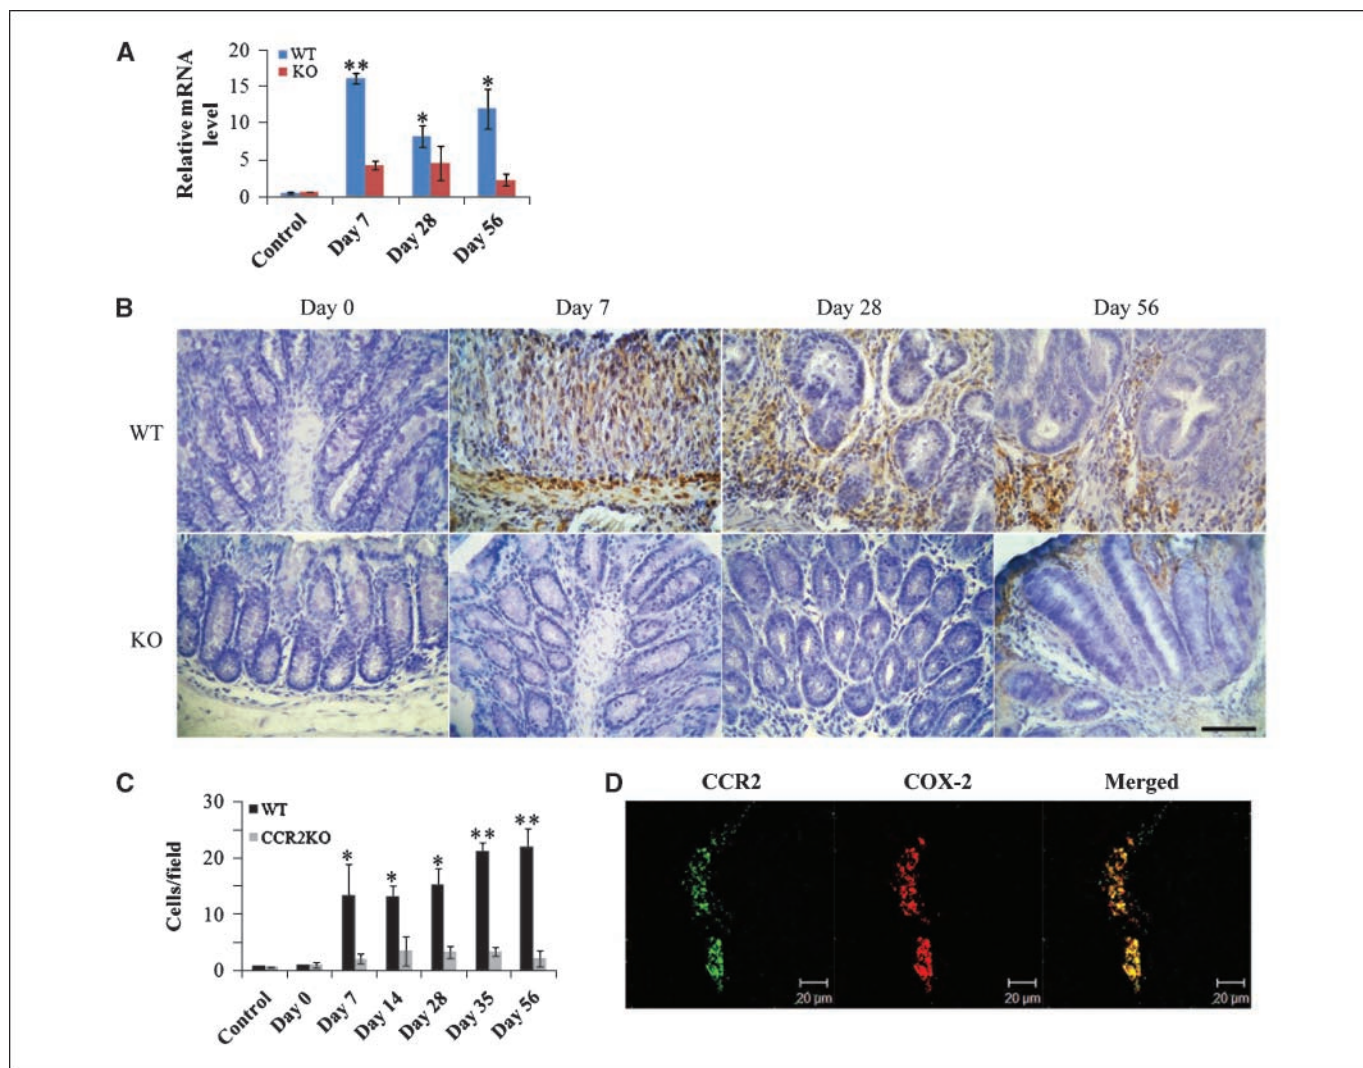 A
Relative mRNA
level
20
15
10
5
0
WT
KO
**
*
*
Control
Day 7
Day 28
Day 56
B
Day 0
Day 7
Day 28
Day 56
WT
KO
C
Cells/field
30
20
10
0
WT
CCR2KO
*
*
*
**
**
Control
Day 0
Day 7
Day 14
Day 28
Day 35
Day 56
D
CCR2
COX-2
Merged
20 µm
20 µm
20 µm